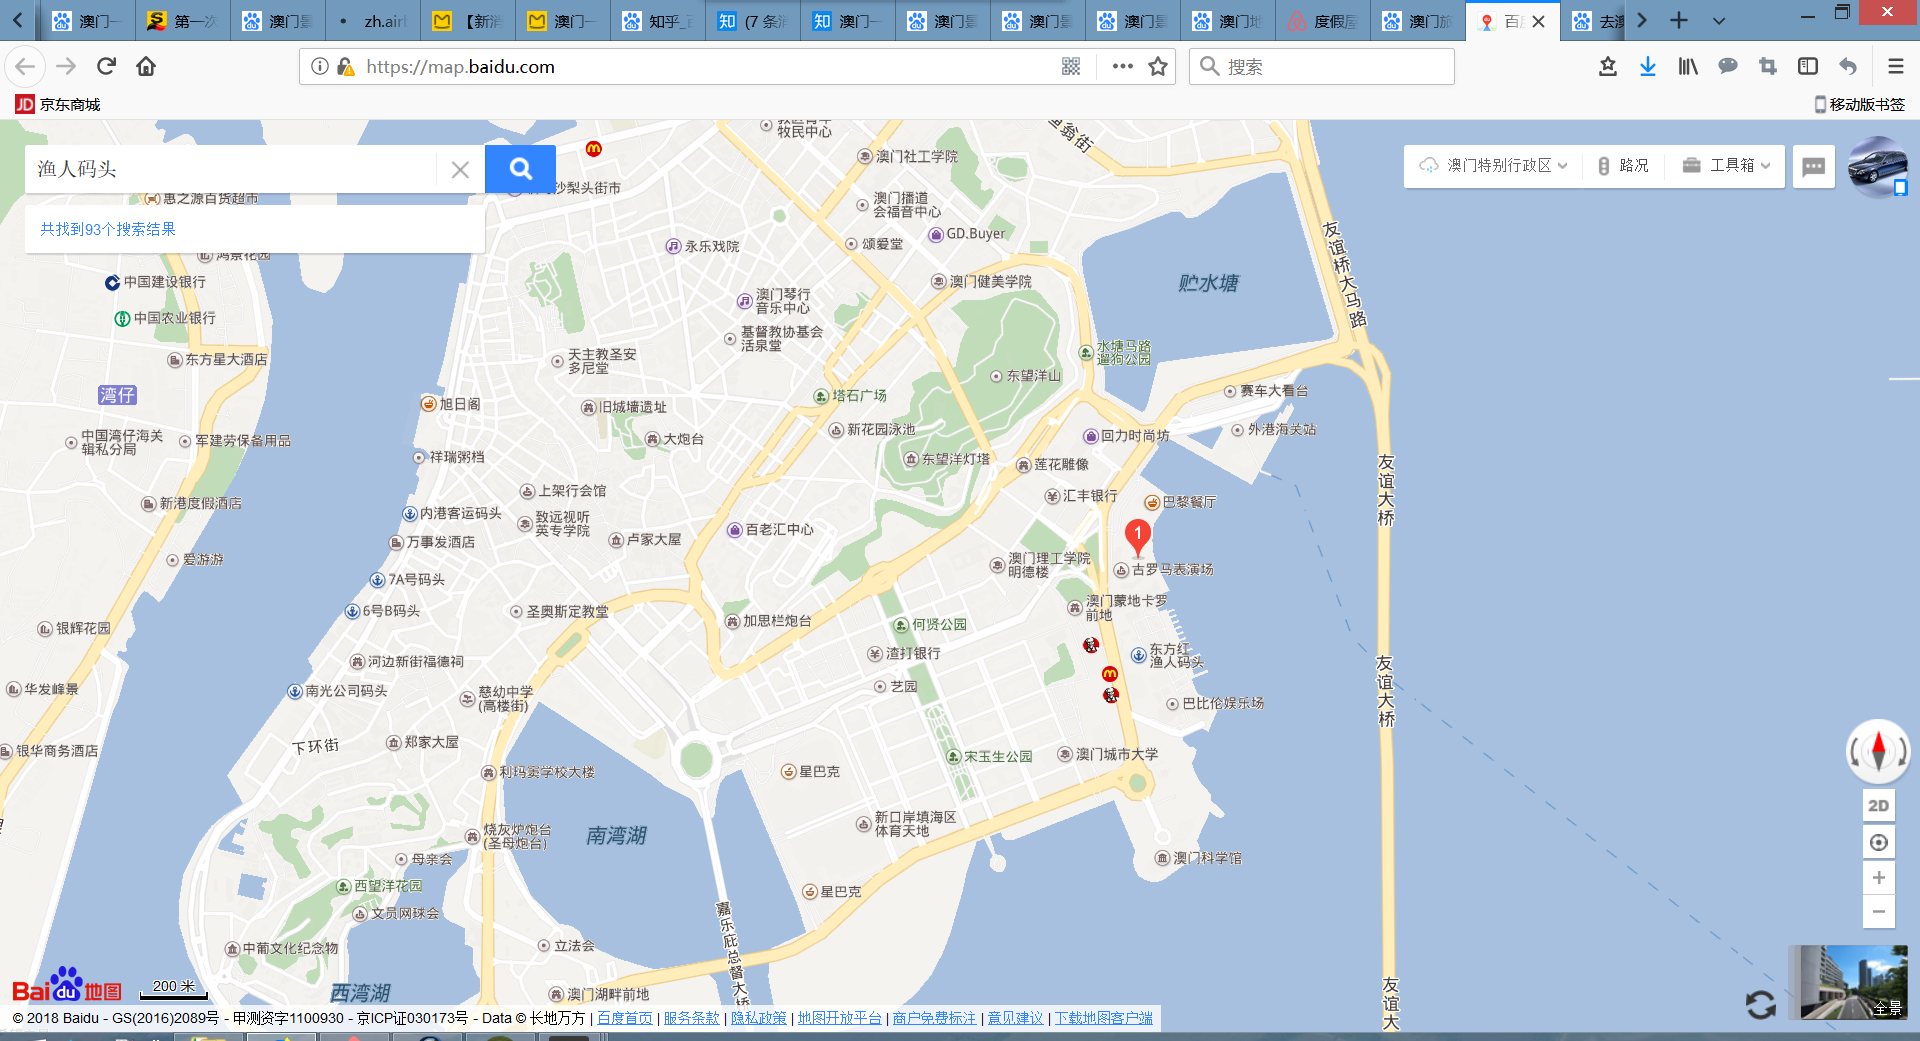 澳门一
第一次
澳门景
zh.airl
【新消
澳门一
知乎_百
(7 条消
澳门一
澳门景
澳门景
澳门景
澳门地
度假屋
澳门旅
百度
去澳
https://map.baidu.com
搜索
京东商城
移动版书签
渔人码头
共找到93个搜索结果
澳门特别行政区
路况
工具箱
牧民中心
澳门社工学院
沙梨头街市
惠之源百货超市
澳门播道
会福音中心
GD.Buyer
永乐戏院
颂爱堂
鸿景花园
中国建设银行
澳门健美学院
贮水塘
友谊桥大马路
澳门琴行
音乐中心
中国农业银行
基督教协基会
活泉堂
水塘马路
遛狗公园
东方星大酒店
天主教圣安
多尼堂
东望洋山
湾仔
塔石广场
赛车大看台
旭日阁
旧城墙遗址
新花园泳池
外港海关站
中国湾仔海关
缉私分局
军建劳保备用品
大炮台
回力时尚坊
祥瑞粥档
东望洋灯塔
莲花雕像
友谊大桥
上架行会馆
汇丰银行
巴黎餐厅
新港度假酒店
内港客运码头
致远视听
英专学院
百老汇中心
1
万事发酒店
卢家大屋
爱游游
澳门理工学院
明德楼
古罗马表演场
7A号码头
6号B码头
圣奥斯定教堂
加思栏炮台
何贤公园
澳门蒙地卡罗
前地
银辉花园
渣打银行
东方红
渔人码头
河边新街福德祠
友谊大桥
华发峰景
南光公司码头
慈幼中学
(高楼街)
艺园
巴比伦娱乐场
下环街
郑家大屋
银华商务酒店
利玛窦学校大楼
星巴克
宋玉生公园
澳门城市大学
2D
烧灰炉炮台
(圣母炮台)
南湾湖
新口岸填海区
体育天地
母亲会
澳门科学馆
西望洋花园
星巴克
文员网球会
嘉乐庇总督大桥
中葡文化纪念物
立法会
Baidu地图
200 米
西湾湖
澳门湖畔前地
友谊大
全景
© 2018 Baidu - GS(2016)2089号 - 甲测资字1100930 - 京ICP证030173号 - Data © 长地万方 | 百度首页 | 服务条款 | 隐私政策 | 地图开放平台 | 商户免费标注 | 意见建议 | 下载地图客户端